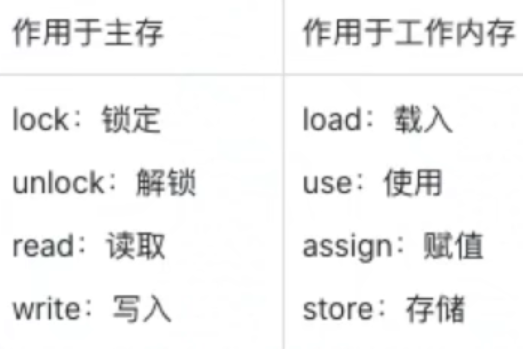 作用于主存
作用于工作内存
lock：锁定
load：载入
unlock：解锁
use：使用
read：读取
assign：赋值
write：写入
store：存储